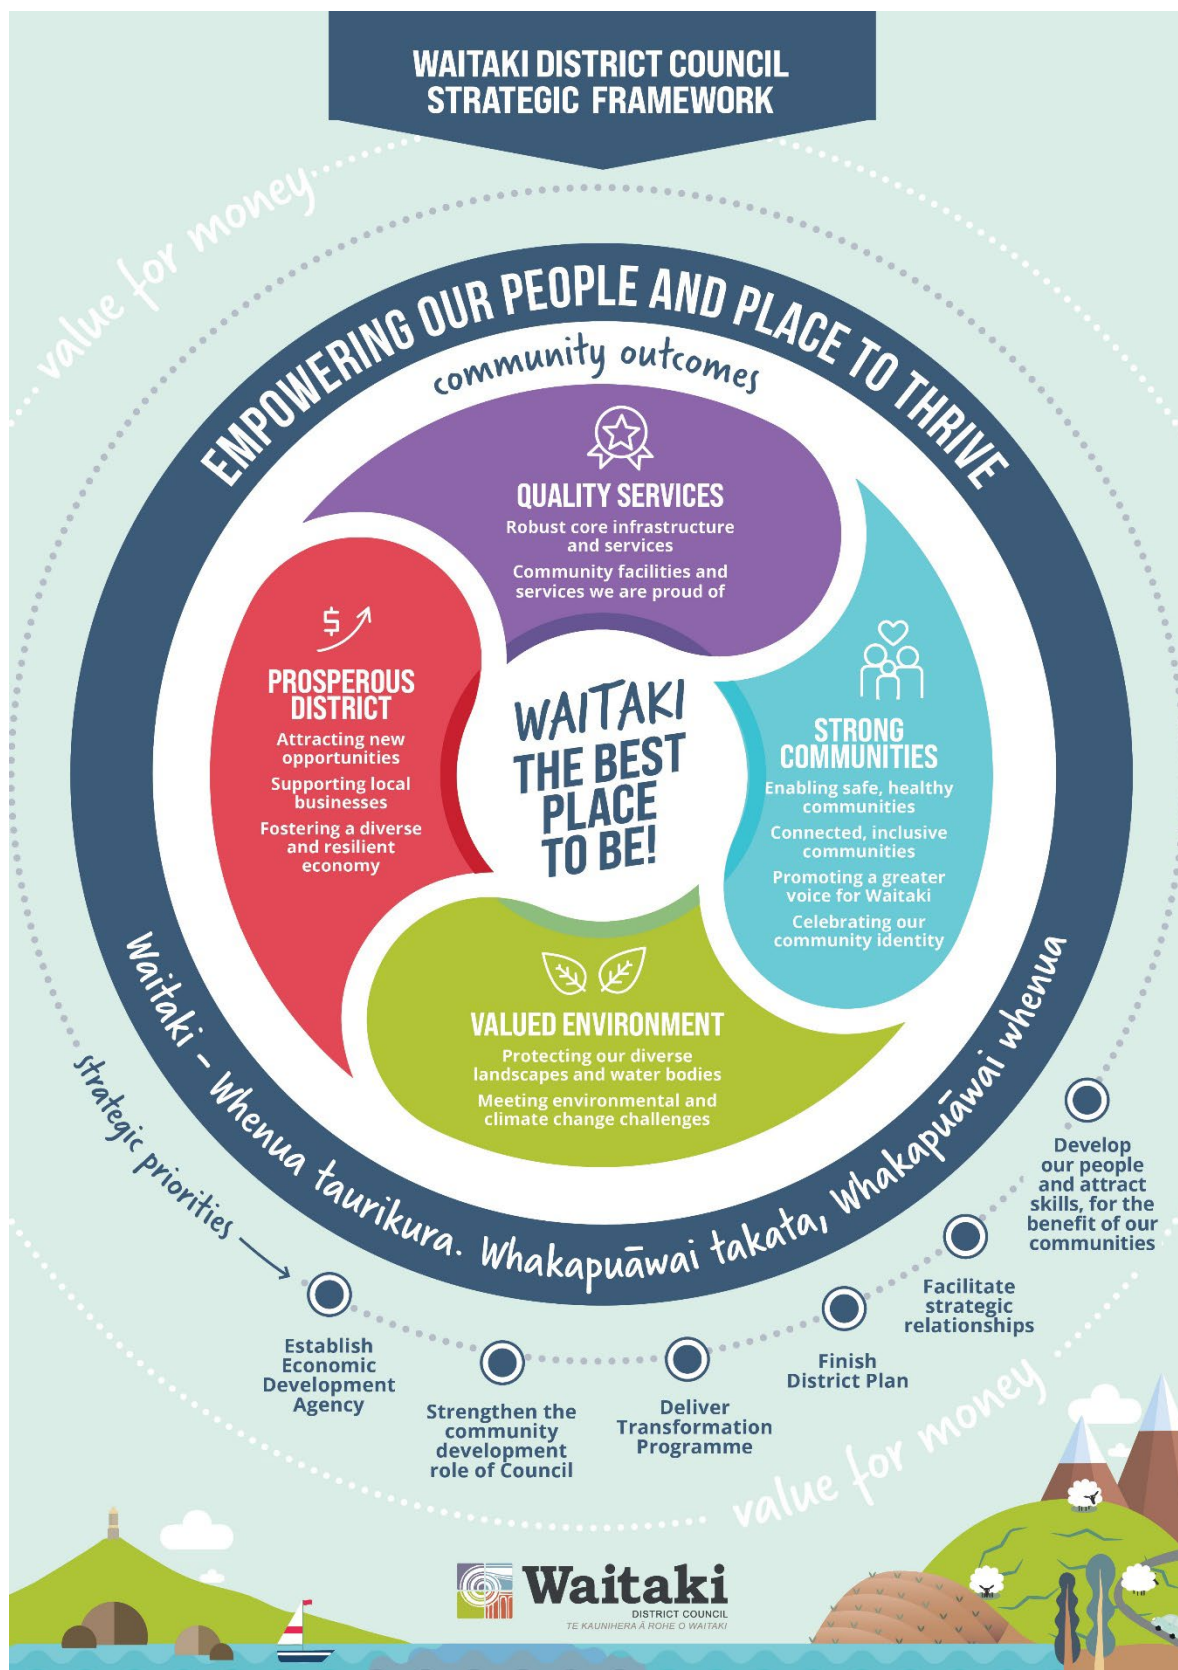 WAITAKI DISTRICT COUNCIL
STRATEGIC FRAMEWORK
value for money
EMPOWERING OUR PEOPLE AND PLACE TO THRIVE
community outcomes
QUALITY SERVICES
Robust core infrastructure
and services
Community facilities and
services we are proud of
PROSPEROUS
DISTRICT
Attracting new
opportunities
Supporting local
businesses
Fostering a diverse
and resilient
economy
WAITAKI
THE BEST
PLACE
TO BE!
STRONG
COMMUNITIES
Enabling safe, healthy
communities
Connected, inclusive
communities
Promoting a greater
voice for Waitaki
Celebrating our
community identity
VALUED ENVIRONMENT
Protecting our diverse
landscapes and water bodies
Meeting environmental and
climate change challenges
Waitaki - Whenua taurikura. Whakapuāwai takata, Whakapuāwai whenua
strategic priorities
Establish
Economic
Development
Agency
Strengthen the
community
development
role of Council
Deliver
Transformation
Programme
Finish
District Plan
Facilitate
strategic
relationships
Develop
our people
and attract
skills, for the
benefit of our
communities
value for money
Waitaki
DISTRICT COUNCIL
TE KAUNIHERA Ā ROHE O WAITAKI